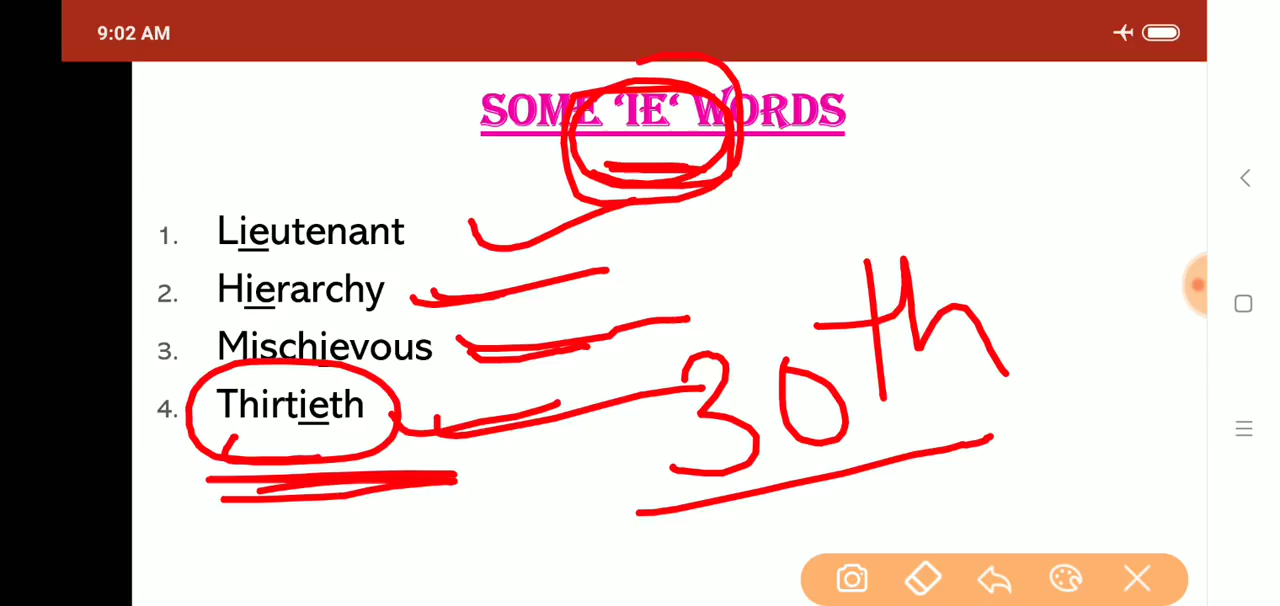 9:02 AM
SOME ‘IE‘ WORDS
1. Lieutenant
2. Hierarchy
3. Mischievous
4. Thirtieth
30th